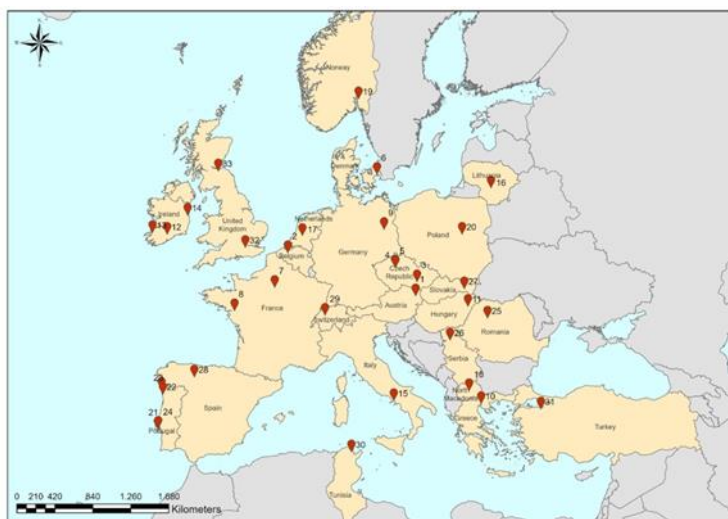 Norway
19
33
6
Denmark
Lithuania
16
14
Ireland
13
12
United
Kingdom
32
Netherlands
17
2
Belgium
9
Germany
Poland
20
4
5
Czech
Republic
3
1
27
Slovakia
7
8
France
29
Switzerland
Austria
Hungary
11
25
Romania
26
Serbia
Italy
28
22
Spain
21
24
Portugal
15
18
North
Macedonia
10
Greece
31
Turkey
30
Tunisia
0 210 420 840 1.260 1.680
Kilometers